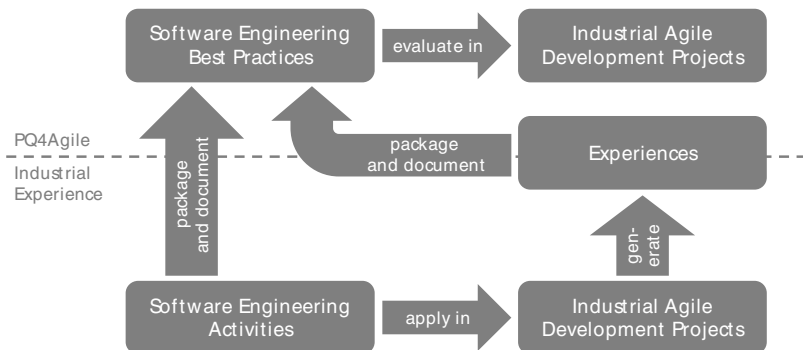 Software Engineering
Best Practices
evaluate in
Industrial Agile
Development Projects
PQ4Agile
Industrial
Experience
package
and document
package
and document
Experiences
gen-
erate
Software Engineering
Activities
apply in
Industrial Agile
Development Projects